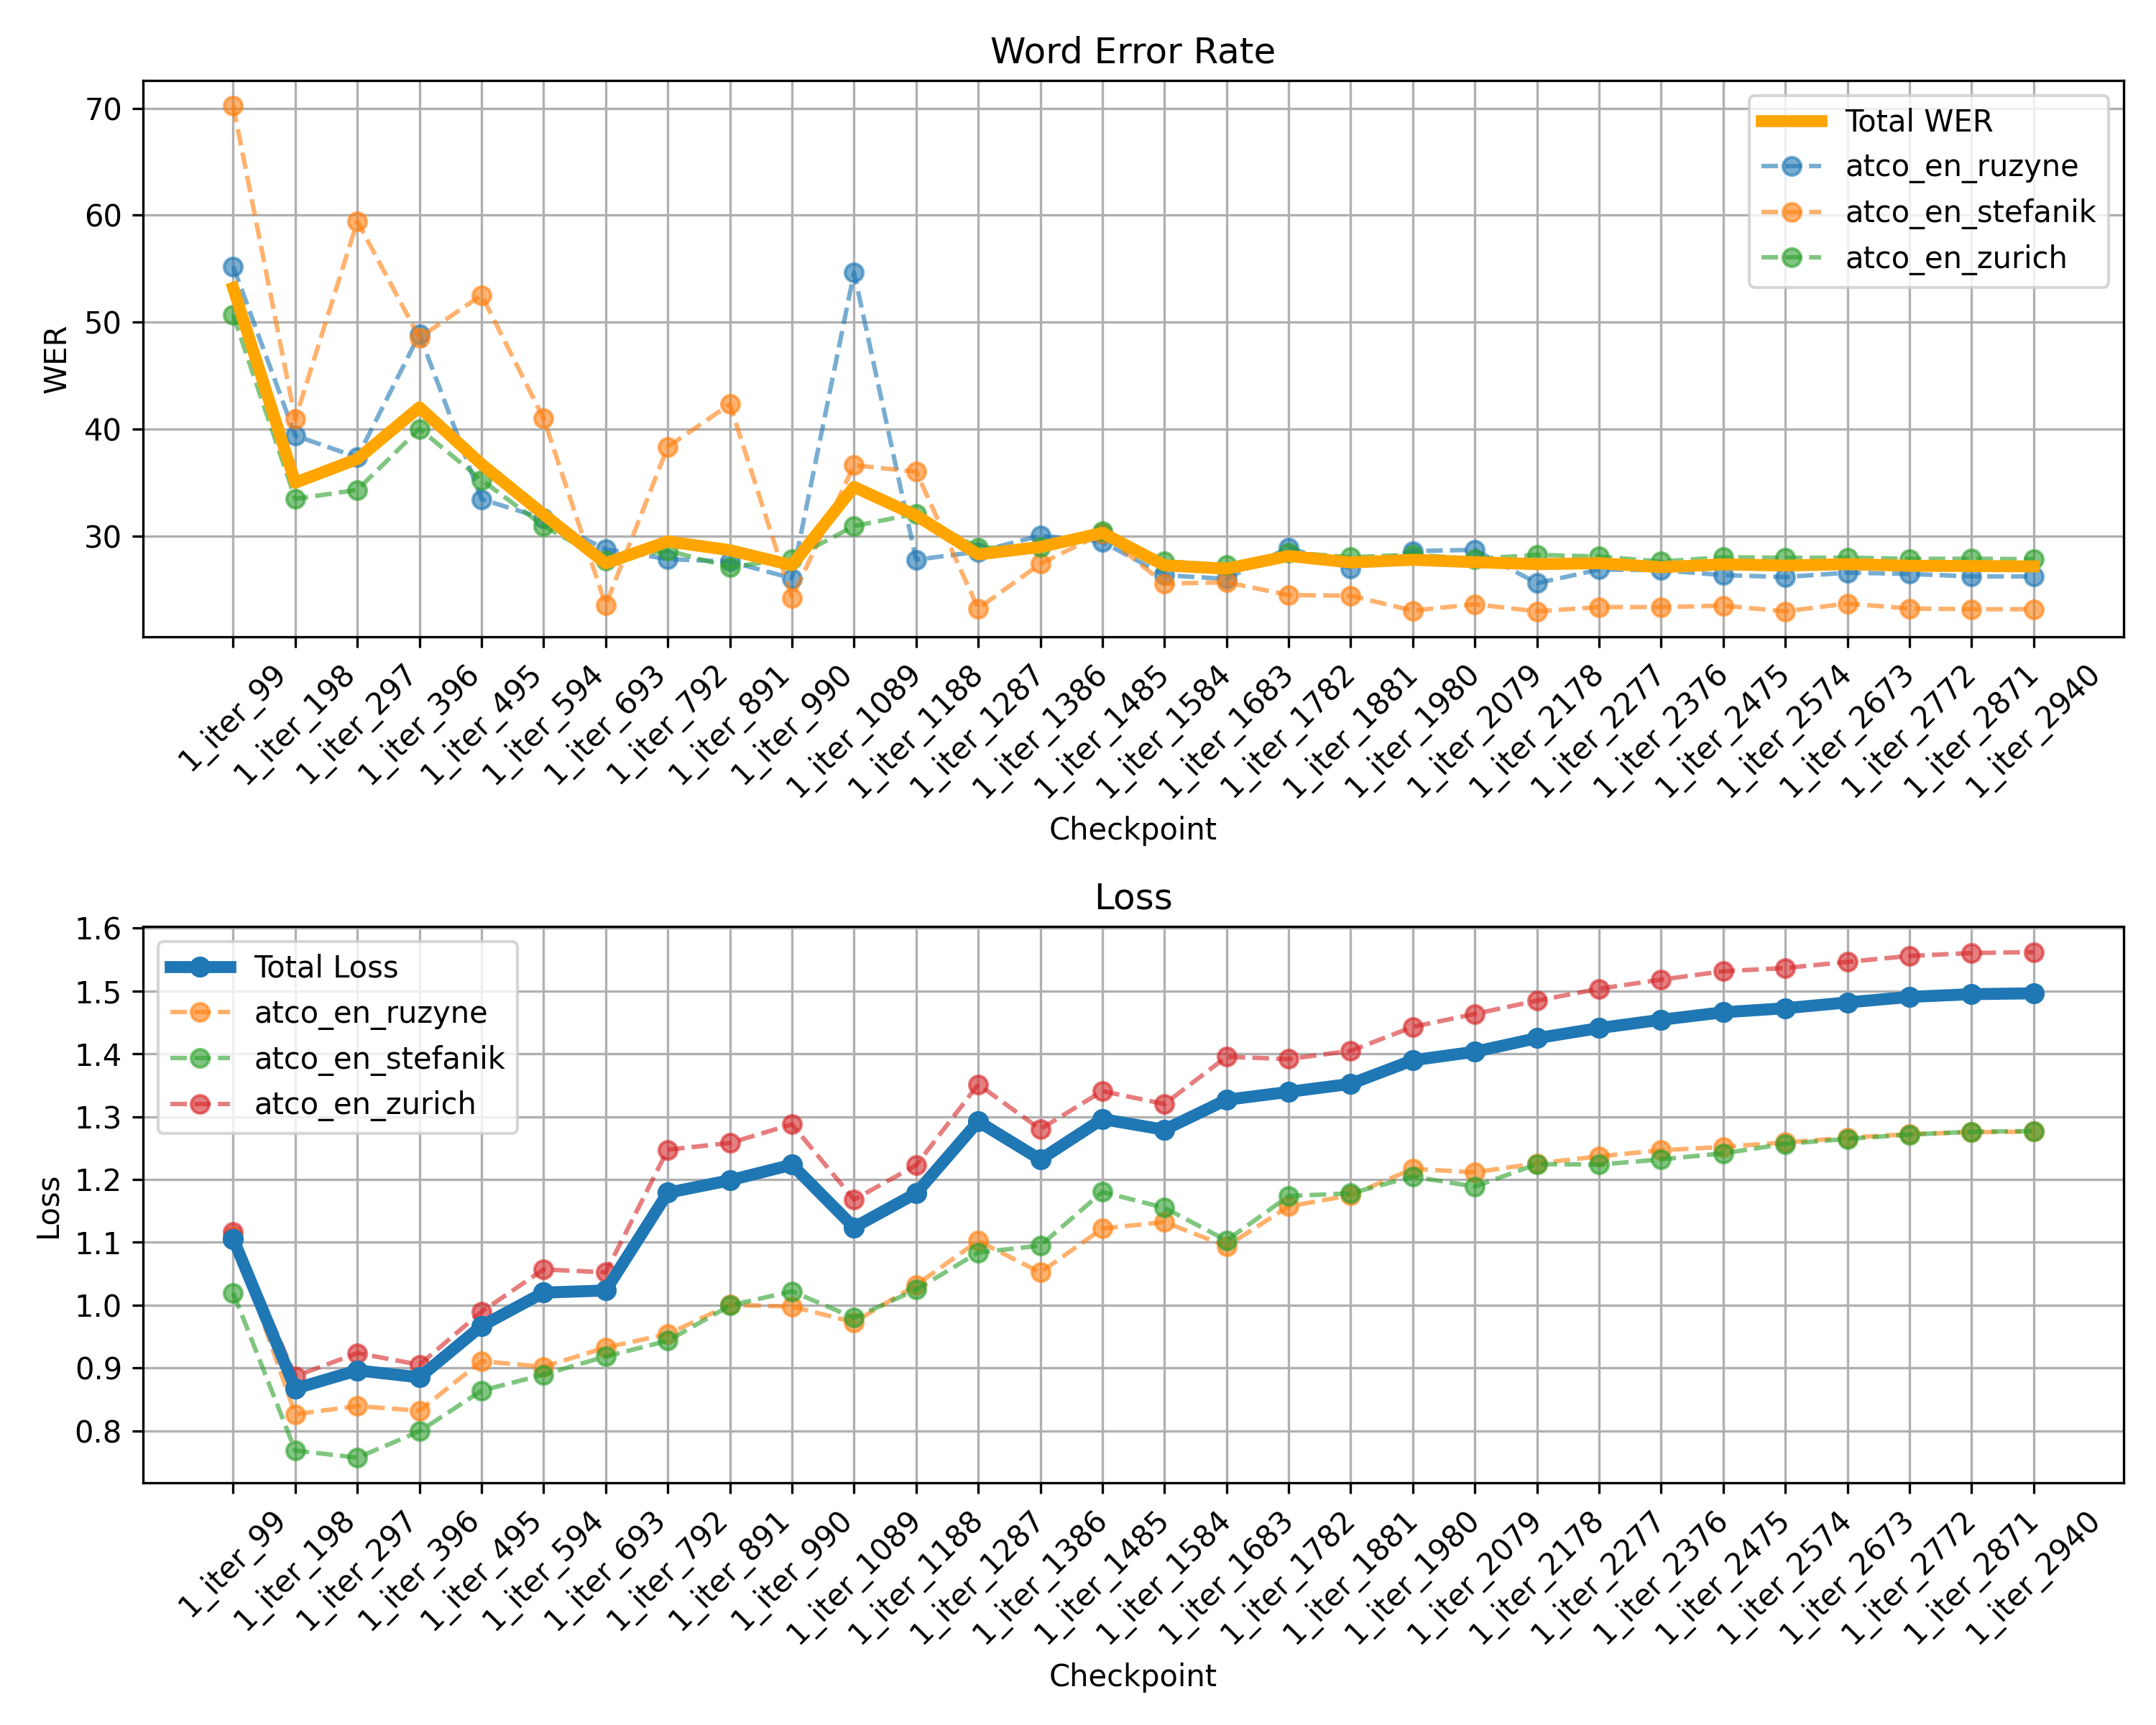 Word Error Rate
70
60
50
40
30
WER
Total WER
atco_en_ruzyne
atco_en_stefanik
atco_en_zurich
1_iter_99
1_iter_198
1_iter_297
1_iter_396
1_iter_495
1_iter_594
1_iter_693
1_iter_792
1_iter_891
1_iter_990
1_iter_1089
1_iter_1188
1_iter_1287
1_iter_1386
1_iter_1485
1_iter_1584
1_iter_1683
1_iter_1782
1_iter_1881
1_iter_1980
1_iter_2079
1_iter_2178
1_iter_2277
1_iter_2376
1_iter_2475
1_iter_2574
1_iter_2673
1_iter_2772
1_iter_2871
1_iter_2940
Checkpoint
Loss
1.6
1.5
1.4
1.3
1.2
1.1
1.0
0.9
0.8
Loss
Total Loss
atco_en_ruzyne
atco_en_stefanik
atco_en_zurich
1_iter_99
1_iter_198
1_iter_297
1_iter_396
1_iter_495
1_iter_594
1_iter_693
1_iter_792
1_iter_891
1_iter_990
1_iter_1089
1_iter_1188
1_iter_1287
1_iter_1386
1_iter_1485
1_iter_1584
1_iter_1683
1_iter_1782
1_iter_1881
1_iter_1980
1_iter_2079
1_iter_2178
1_iter_2277
1_iter_2376
1_iter_2475
1_iter_2574
1_iter_2673
1_iter_2772
1_iter_2871
1_iter_2940
Checkpoint